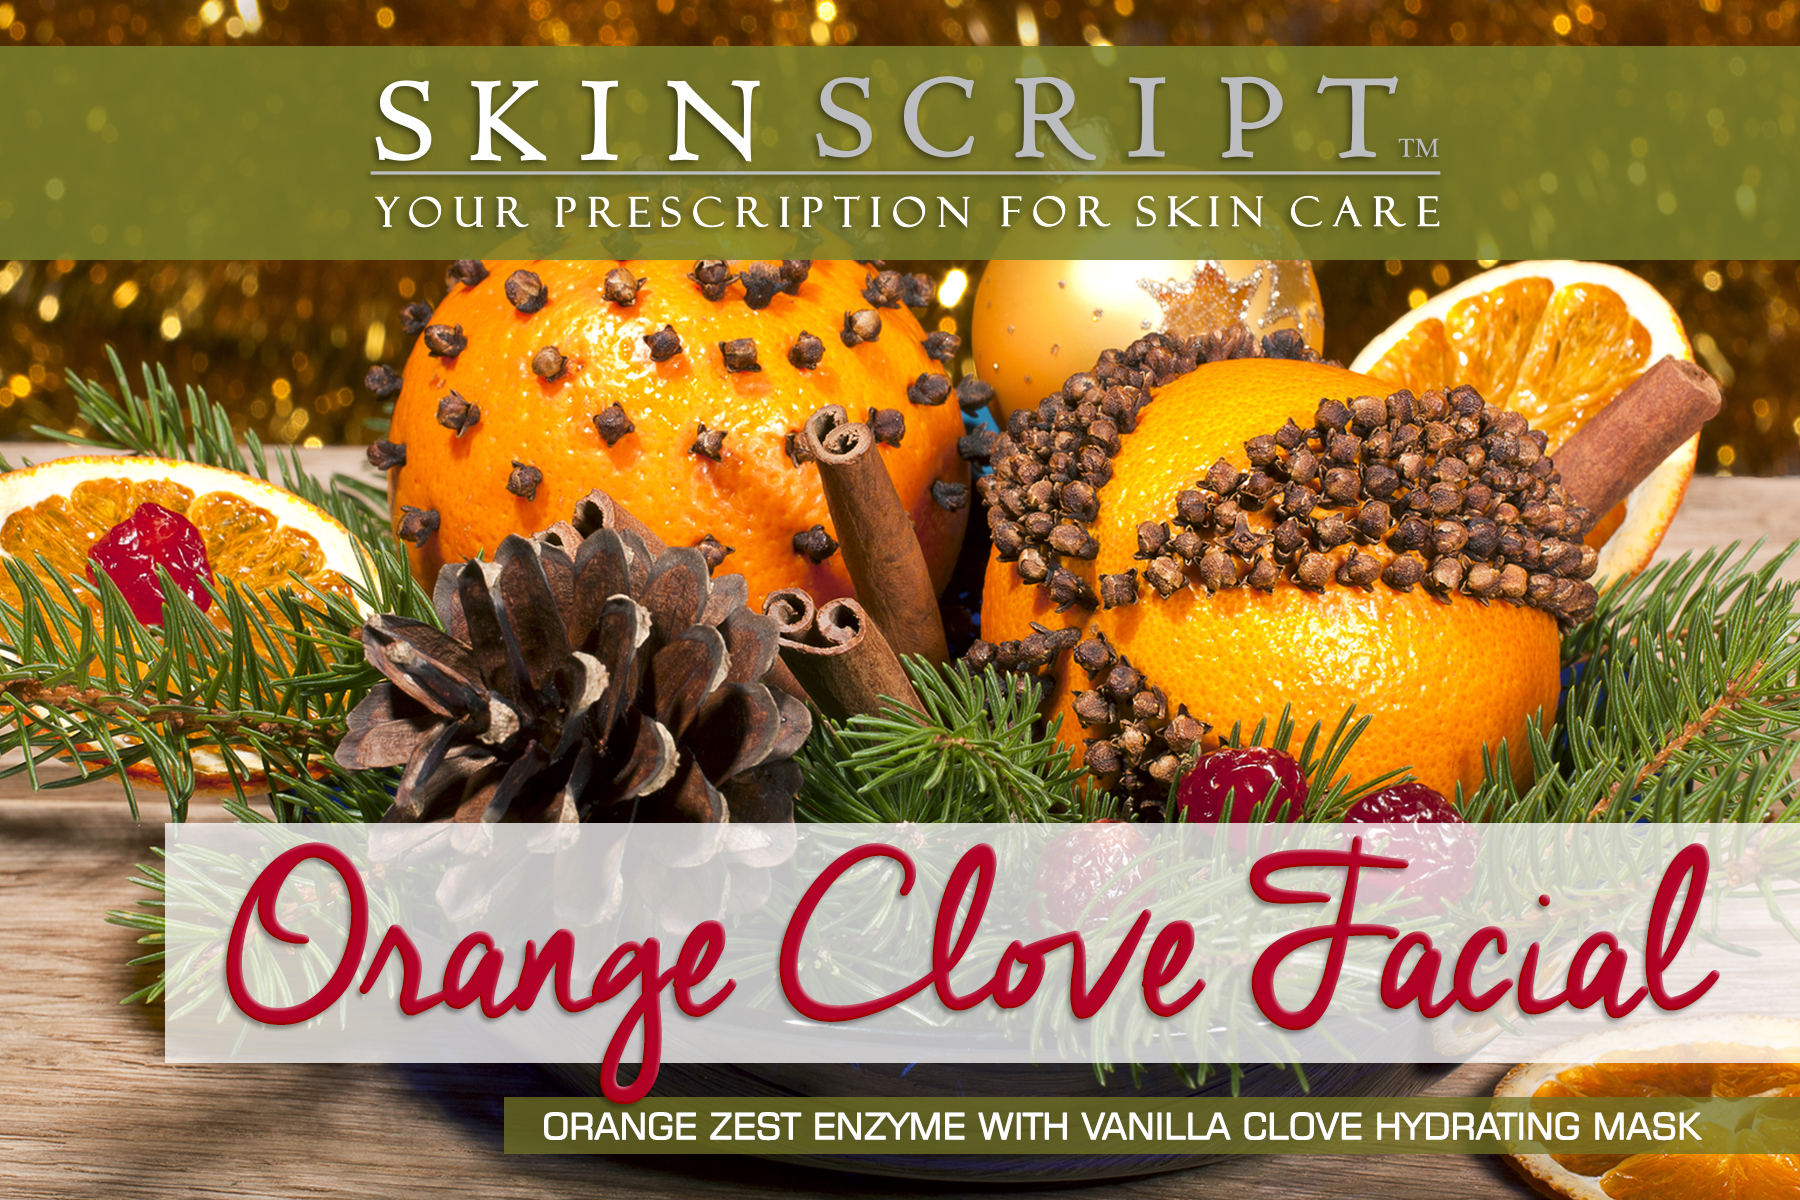 SKIN SCRIPT™
YOUR PRESCRIPTION FOR SKIN CARE
Orange Clove Facial
ORANGE ZEST ENZYME WITH VANILLA CLOVE HYDRATING MASK